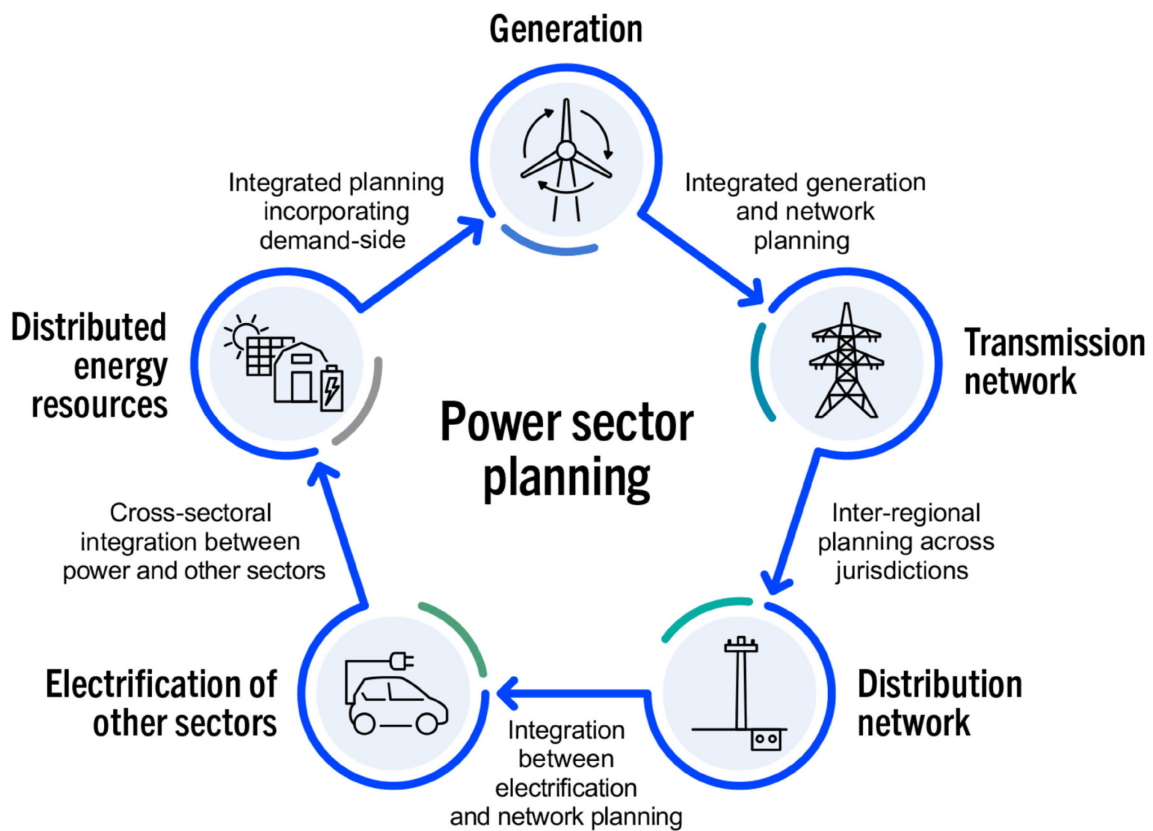 Generation
Integrated planning
incorporating
demand-side
Integrated generation
and network
planning
Distributed
energy
resources
Transmission
network
Power sector
planning
Cross-sectoral
integration between
power and other sectors
Inter-regional
planning across
jurisdictions
Electrification of
other sectors
Distribution
network
Integration
between
electrification
and network planning